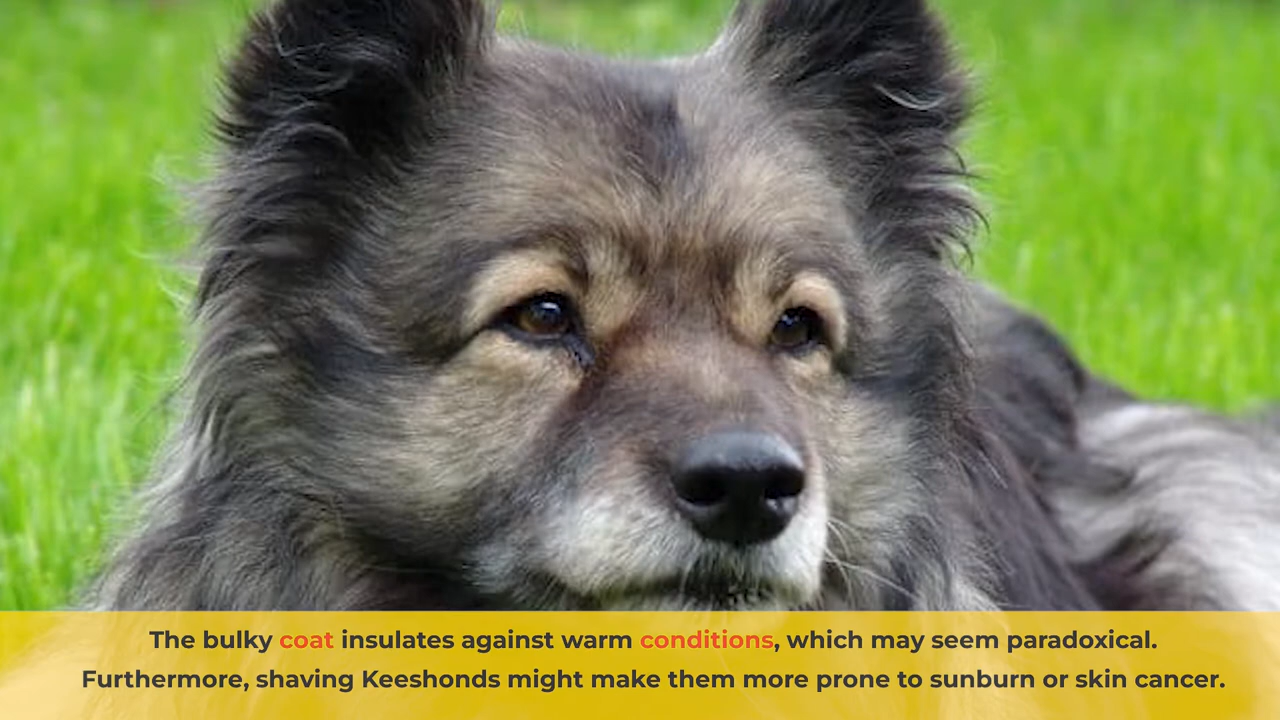 The bulky coat insulates against warm conditions, which may seem paradoxical.
Furthermore, shaving Keeshonds might make them more prone to sunburn or skin cancer.